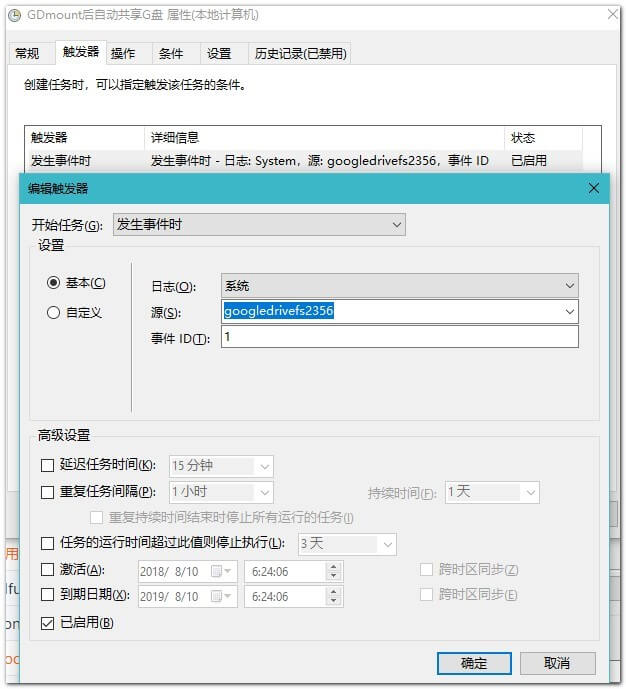 GDmount后自动共享G盘 属性(本地计算机)
常规 触发器 操作 条件 设置 历史记录(已禁用)
创建任务时，可以指定触发该任务的条件。
触发器 详细信息 状态
发生事件时 发生事件时 - 日志: System，源: googledrivefs2356，事件 ID 已启用
编辑触发器
开始任务(G): 发生事件时
设置
基本(C)
自定义
日志(O): 系统
源(S): googledrivefs2356
事件 ID(T): 1
高级设置
延迟任务时间(K): 15 分钟
重复任务间隔(P): 1 小时 持续时间(F): 1 天
重复持续时间结束时停止所有运行的任务(I)
任务的运行时间超过此值则停止执行(L): 3 天
激活(A): 2018/ 8/10 6:24:06 跨时区同步(Z)
到期日期(X): 2019/ 8/10 6:24:06 跨时区同步(E)
已启用(B)
确定 取消